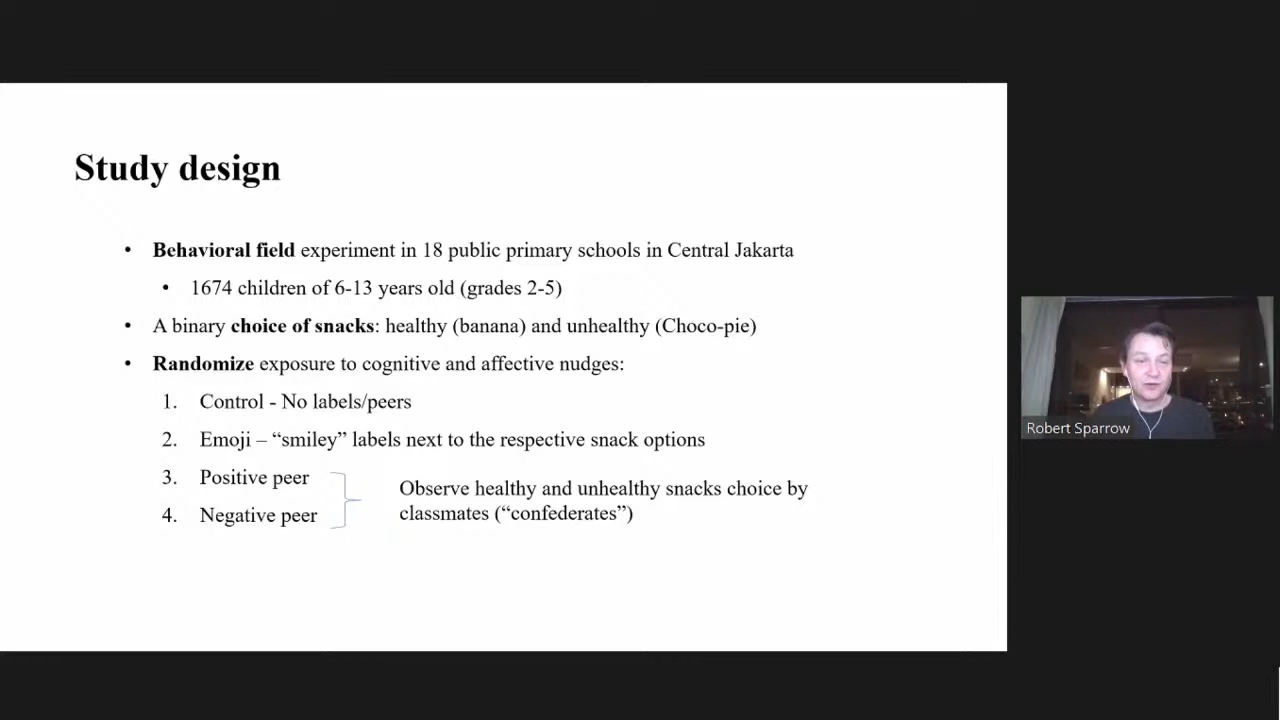 Study design
• Behavioral field experiment in 18 public primary schools in Central Jakarta
• 1674 children of 6-13 years old (grades 2-5)
• A binary choice of snacks: healthy (banana) and unhealthy (Choco-pie)
• Randomize exposure to cognitive and affective nudges:
1. Control - No labels/peers
2. Emoji – “smiley” labels next to the respective snack options
3. Positive peer
4. Negative peer
Observe healthy and unhealthy snacks choice by
classmates (“confederates”)
Robert Sparrow